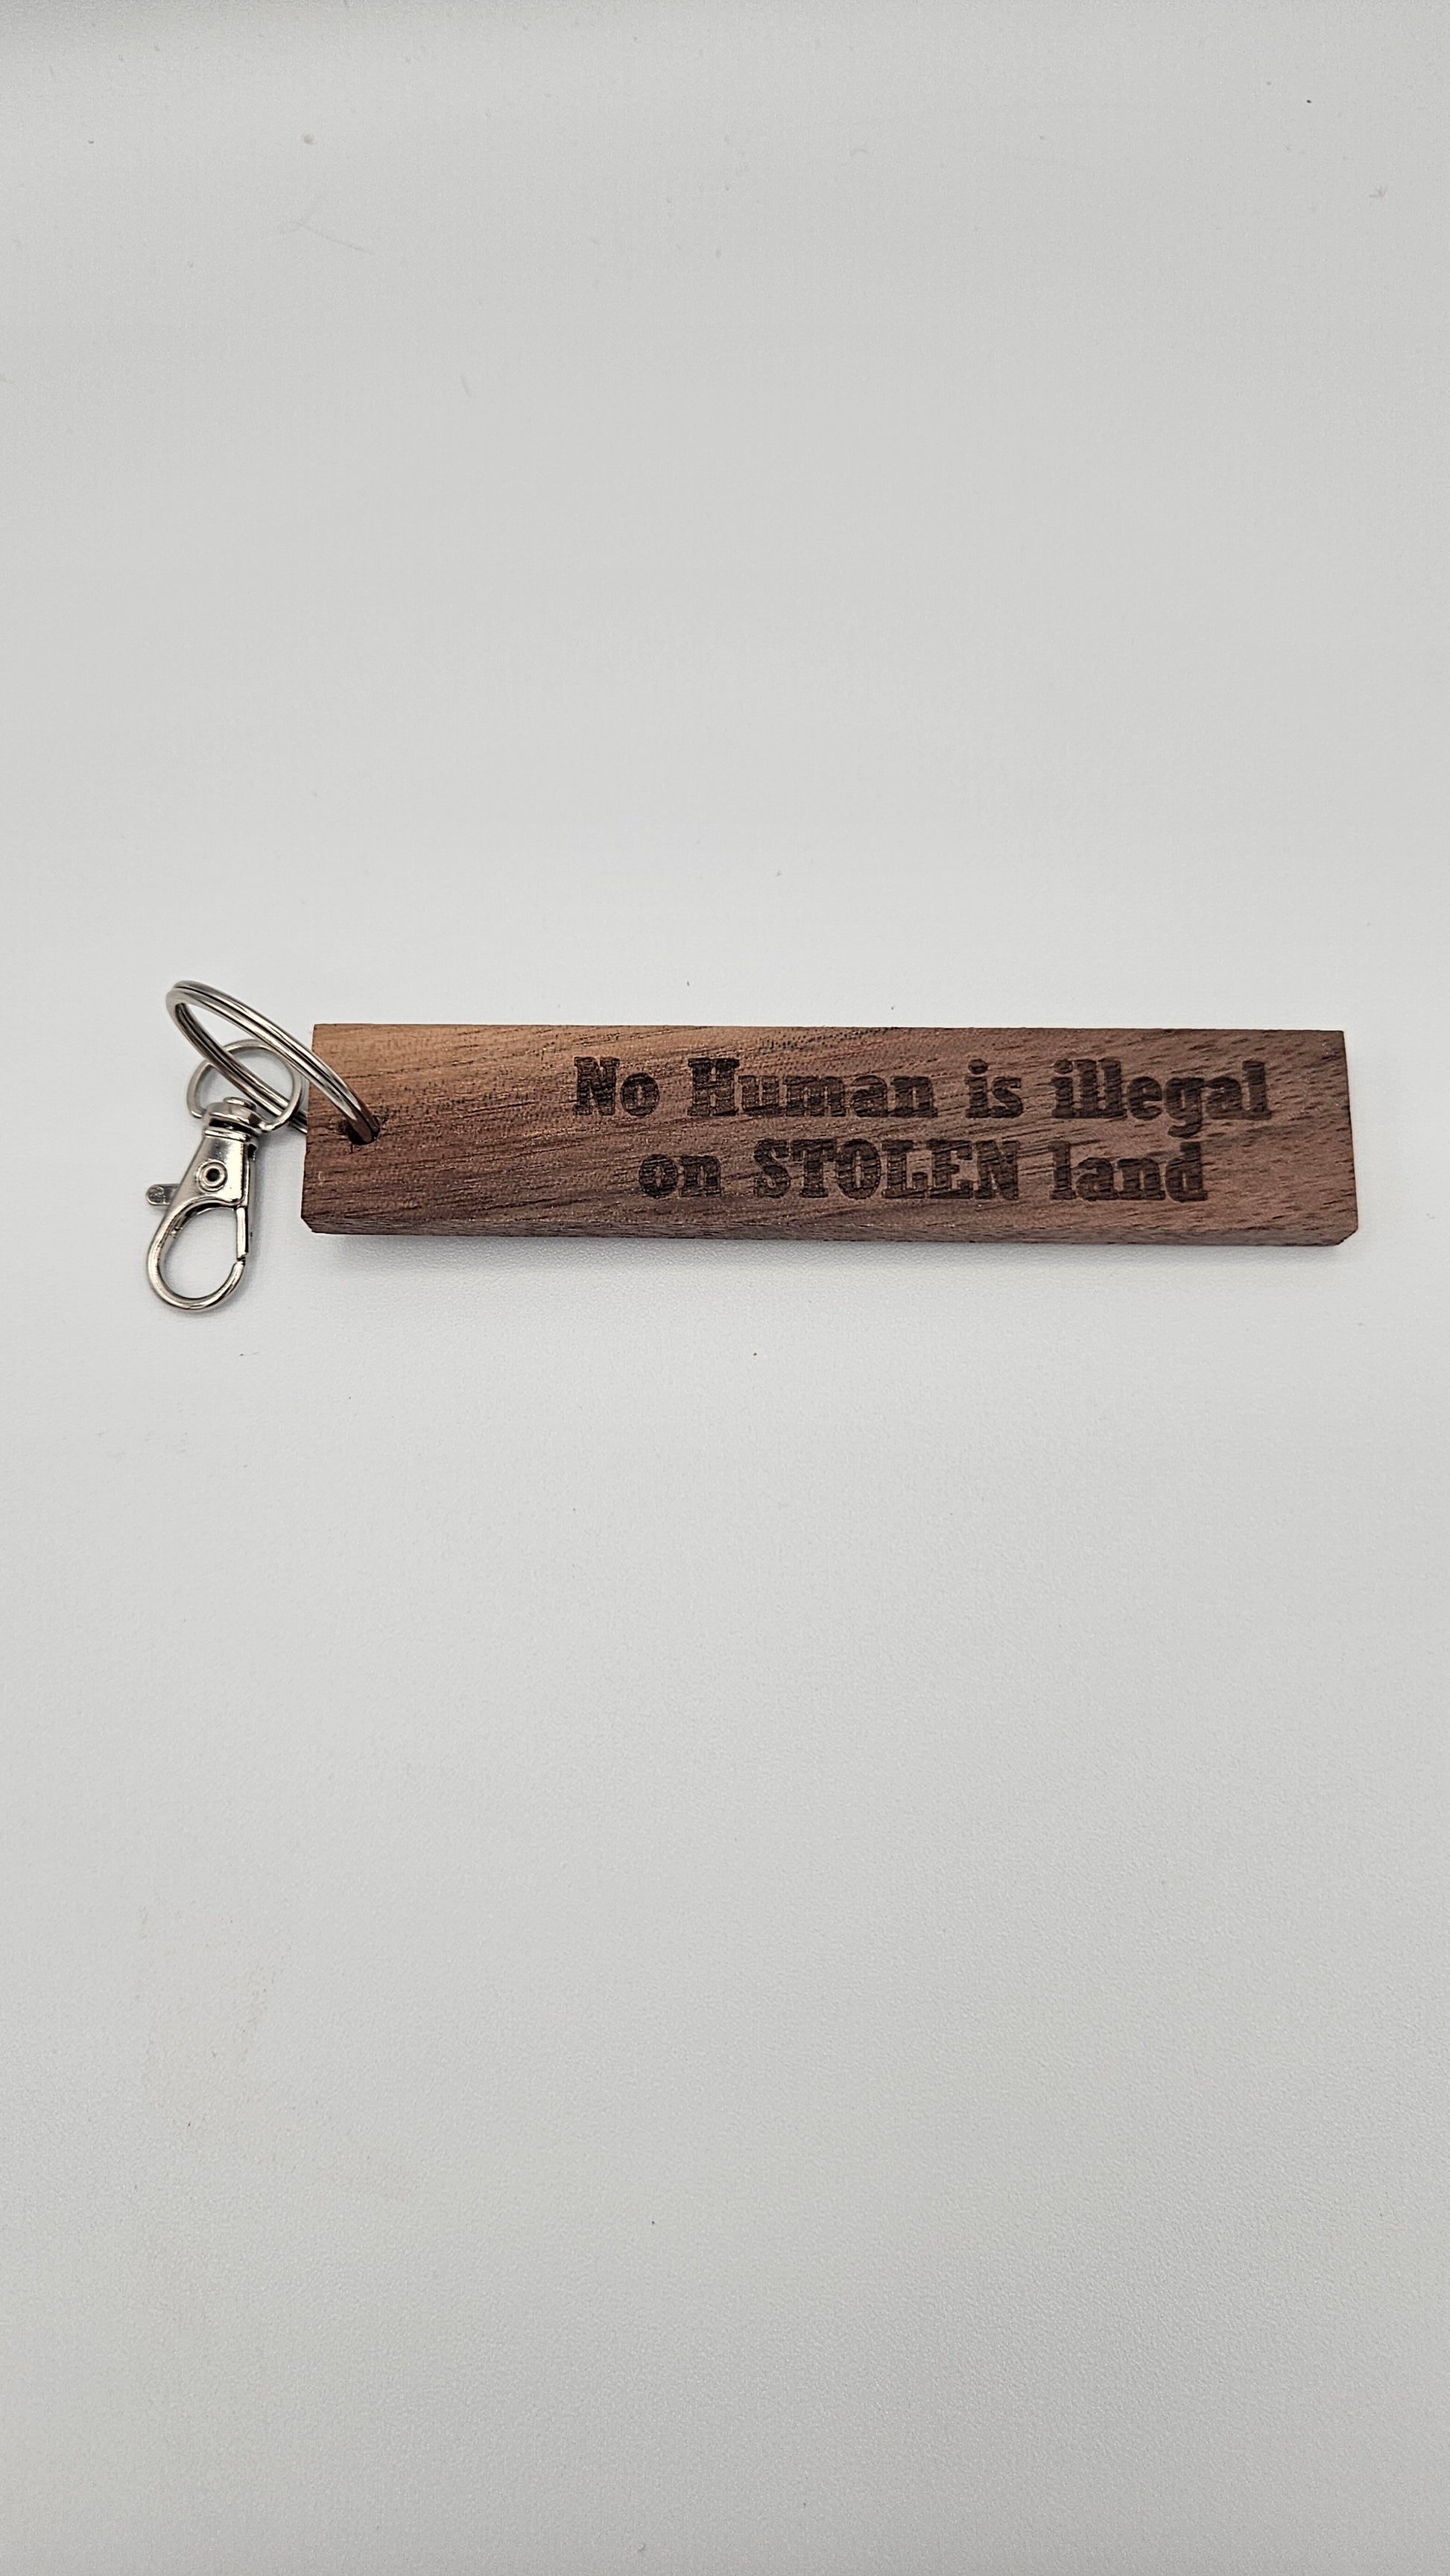 No Human is illegal
on STOLEN land